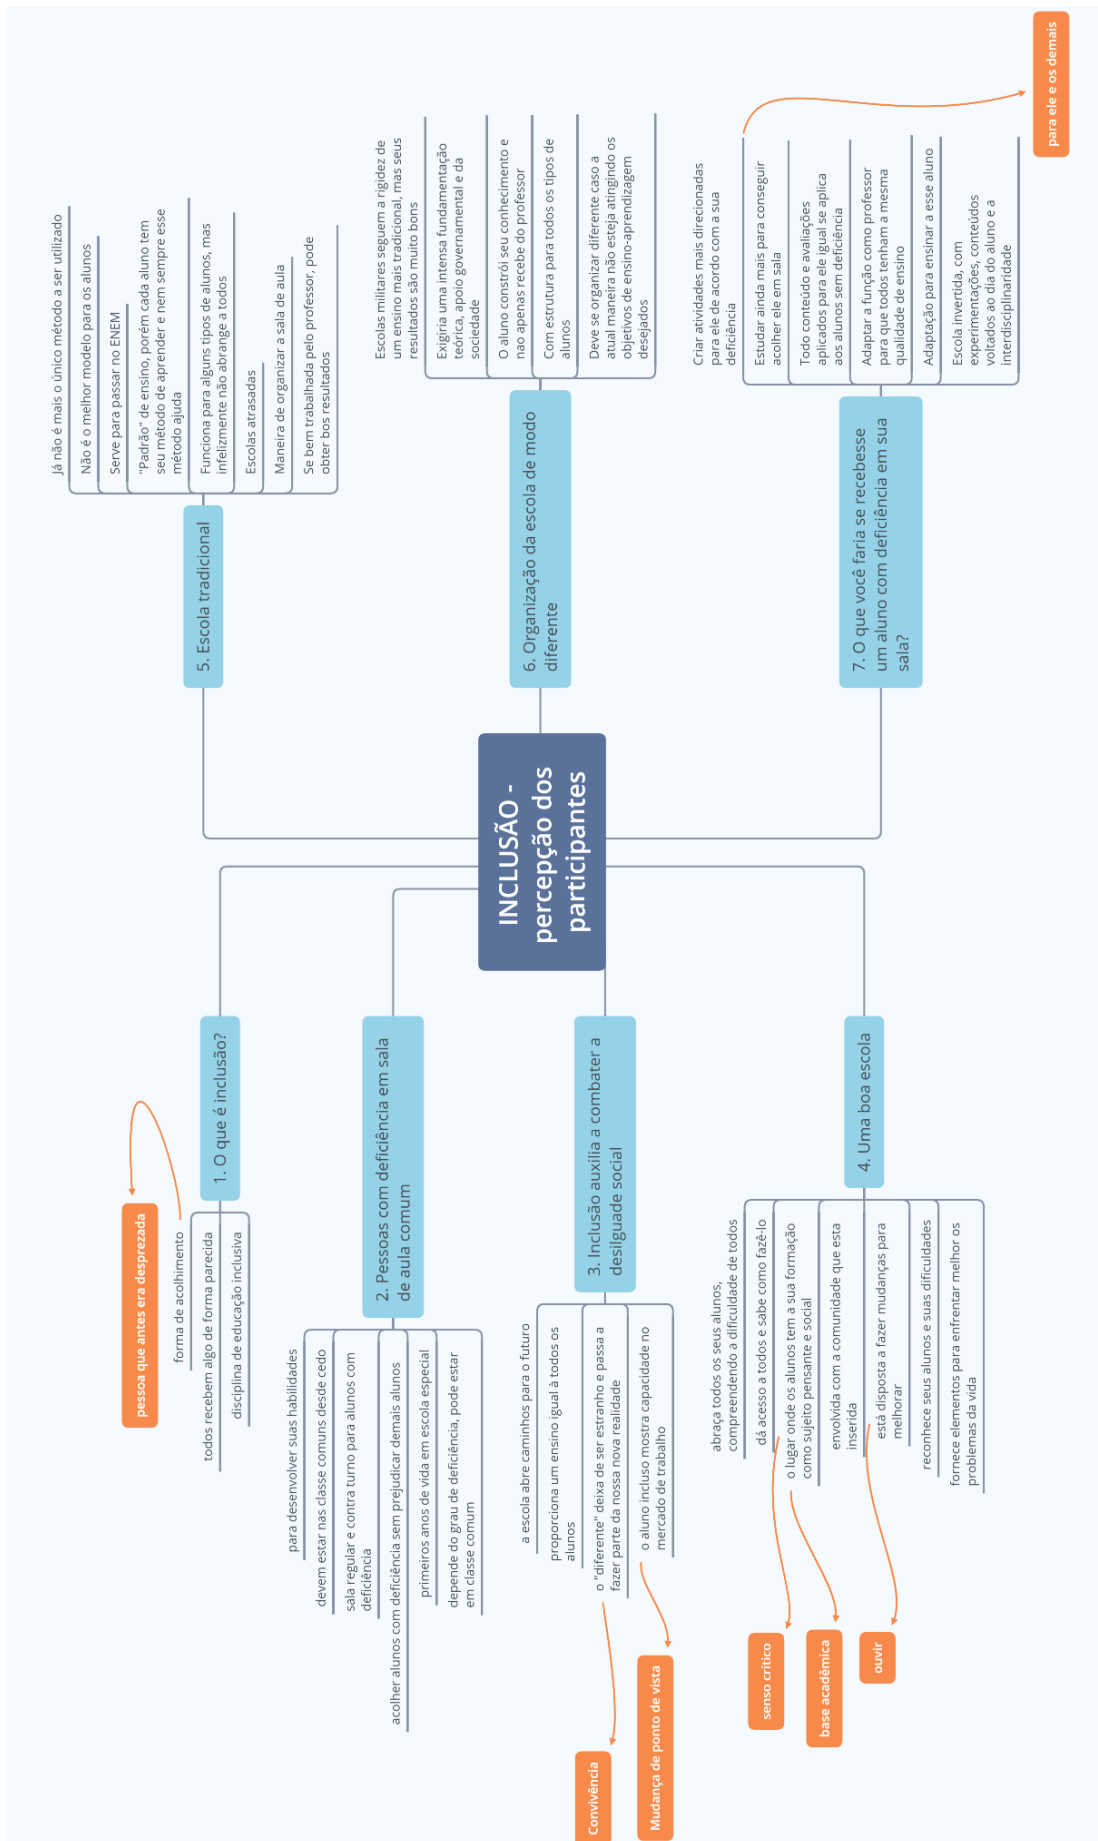 INCLUSÃO -
percepção dos
participantes
1. O que é inclusão?
forma de acolhimento
pessoa que antes era desprezada
todos recebem algo de forma parecida
disciplina de educação inclusiva
2. Pessoas com deficiência em sala
de aula comum
para desenvolver suas habilidades
devem estar nas classe comuns desde cedo
sala regular e contra turno para alunos com
deficiência
acolher alunos com deficiência sem prejudicar demais alunos
primeiros anos de vida em escola especial
depende do grau de deficiência, pode estar
em classe comum
3. Inclusão auxilia a combater a
desilguade social
a escola abre caminhos para o futuro
proporciona um ensino igual à todos os
alunos
o "diferente" deixa de ser estranho e passa a
fazer parte da nossa nova realidade
Convivência
o aluno incluso mostra capacidade no
mercado de trabalho
Mudança de ponto de vista
4. Uma boa escola
abraça todos os seus alunos,
compreendendo a dificuldade de todos
dá acesso a todos e sabe como fazê-lo
senso crítico
o lugar onde os alunos tem a sua formação
como sujeito pensante e social
base acadêmica
envolvida com a comunidade que esta
inserida
está disposta a fazer mudanças para
melhorar
ouvir
reconhece seus alunos e suas dificuldades
fornece elementos para enfrentar melhor os
problemas da vida
5. Escola tradicional
Já não é mais o único método a ser utilizado
Não é o melhor modelo para os alunos
Serve para passar no ENEM
"Padrão" de ensino, porém cada aluno tem
seu método de aprender e nem sempre esse
método ajuda
Funciona para alguns tipos de alunos, mas
infelizmente não abrange a todos
Escolas atrasadas
Maneira de organizar a sala de aula
Se bem trabalhada pelo professor, pode
obter bos resultados
6. Organização da escola de modo
diferente
Escolas militares seguem a rigidez de
um ensino mais tradicional, mas seus
resultados são muito bons
Exigiria uma intensa fundamentação
teórica, apoio governamental e da
sociedade
O aluno constrói seu conhecimento e
nao apenas recebe do professor
Com estrutura para todos os tipos de
alunos
Deve se organizar diferente caso a
atual maneira não esteja atingindo os
objetivos de ensino-aprendizagem
desejados
7. O que você faria se recebesse
um aluno com deficiência em sua
sala?
Criar atividades mais direcionadas
para ele de acordo com a sua
deficiência
para ele e os demais
Estudar ainda mais para conseguir
acolher ele em sala
Todo conteúdo e avaliações
aplicados para ele igual se aplica
aos alunos sem deficiência
Adaptar a função como professor
para que todos tenham a mesma
qualidade de ensino
Adaptação para ensinar a esse aluno
Escola invertida, com
experimentações, conteúdos
voltados ao dia do aluno e a
interdisciplinaridade